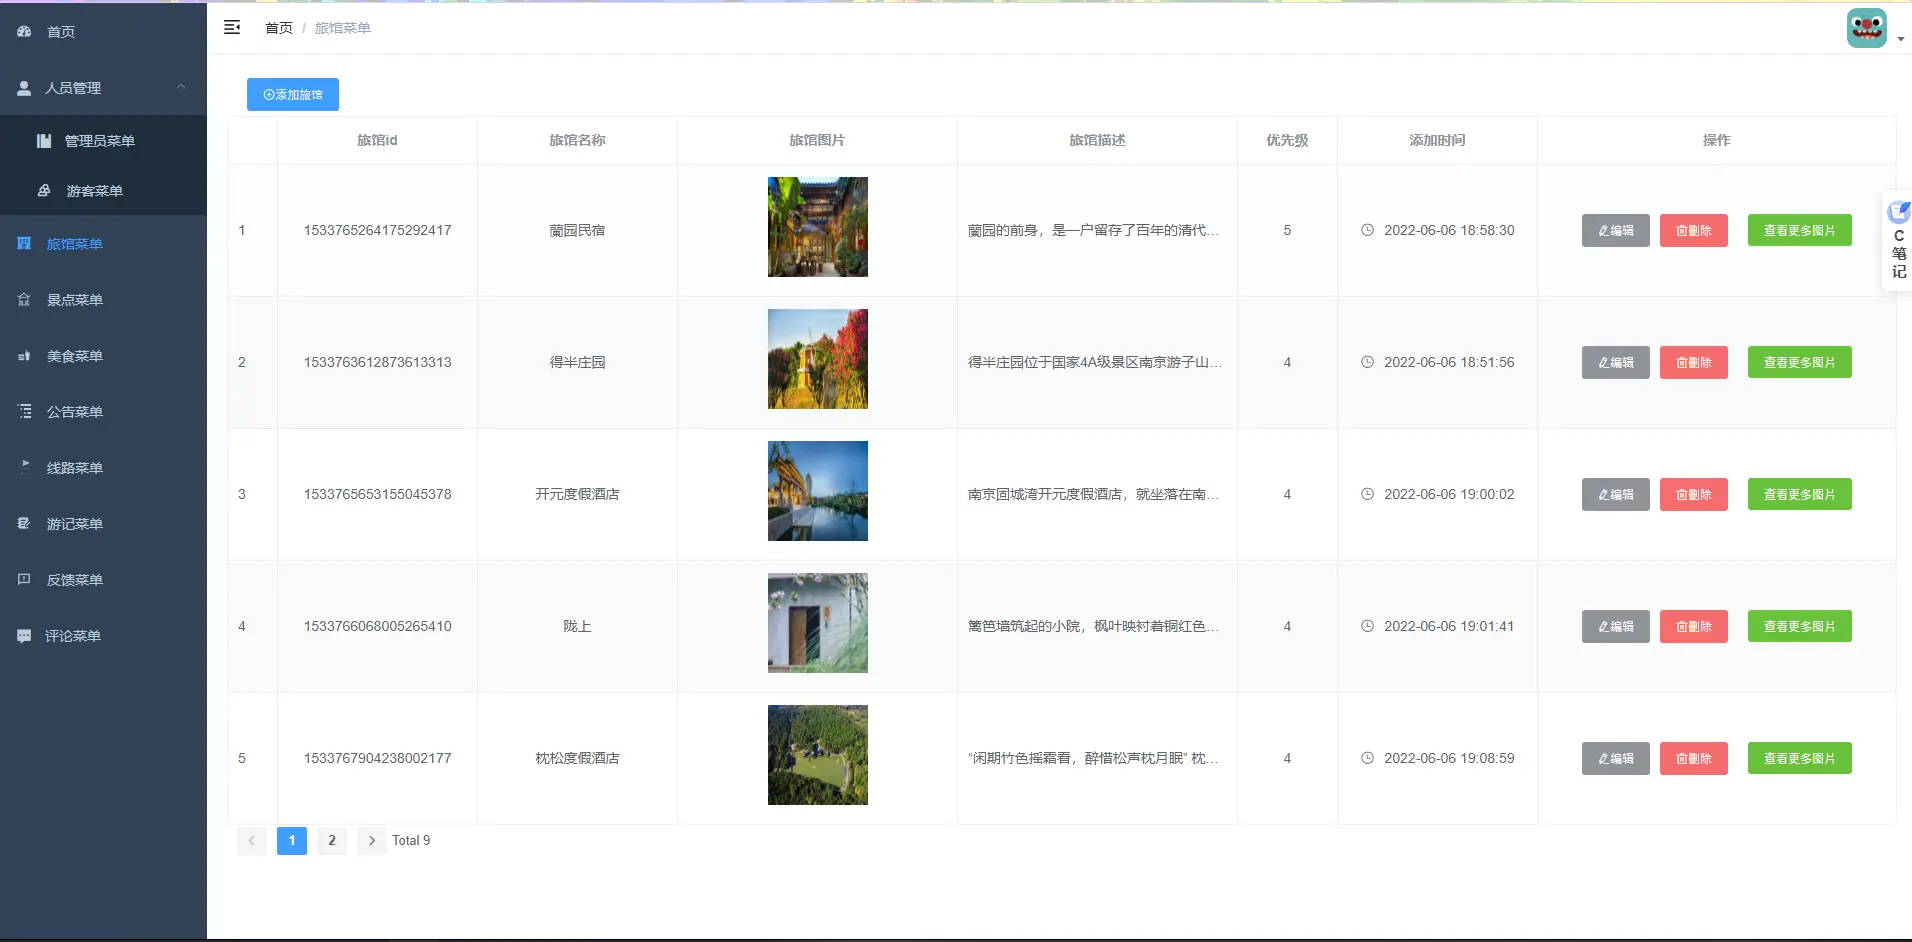 首页
人员管理
管理员菜单
游客菜单
旅馆菜单
景点菜单
美食菜单
公告菜单
线路菜单
游记菜单
反馈菜单
评论菜单
首页 / 旅馆菜单
添加旅馆
旅馆id 旅馆名称 旅馆图片 旅馆描述 优先级 添加时间 操作
1 1533765264175292417 蘭园民宿 蘭园的前身，是一户留存了百年的清代... 5 2022-06-06 18:58:30 编辑 删除 查看更多图片
2 1533763612873613313 得半庄园 得半庄园位于国家4A级景区南京游子山... 4 2022-06-06 18:51:56 编辑 删除 查看更多图片
3 1533765653155045378 开元度假酒店 南京固城湾开元度假酒店，就坐落在南... 4 2022-06-06 19:00:02 编辑 删除 查看更多图片
4 1533766068005265410 陇上 篱笆墙筑起的小院，枫叶映衬着铜红色... 4 2022-06-06 19:01:41 编辑 删除 查看更多图片
5 1533767904238002177 枕松度假酒店 “闲期竹色摇霜看，醉惜松声枕月眠” 枕... 4 2022-06-06 19:08:59 编辑 删除 查看更多图片
1 2 Total 9
C
笔
记